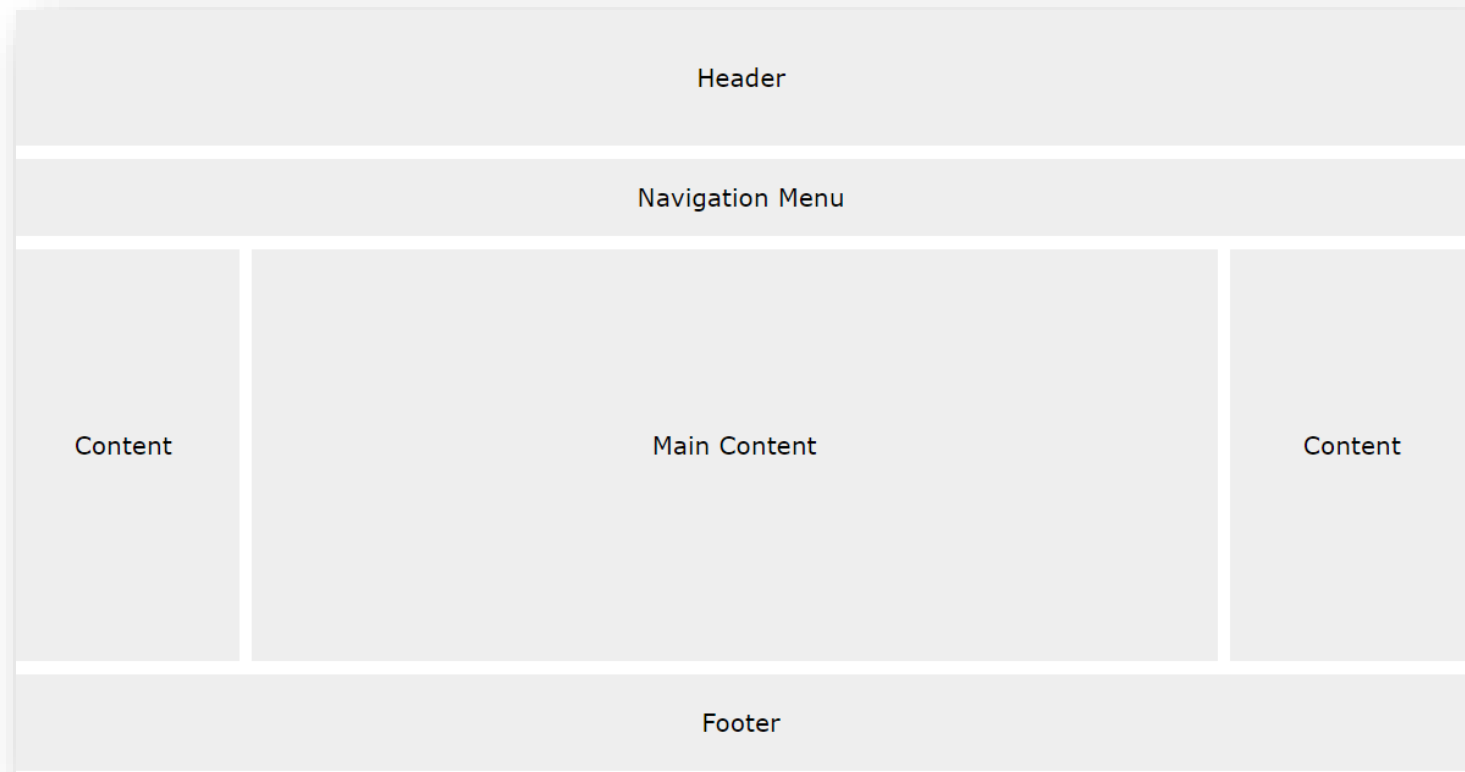 Header
Navigation Menu
Content
Main Content
Content
Footer